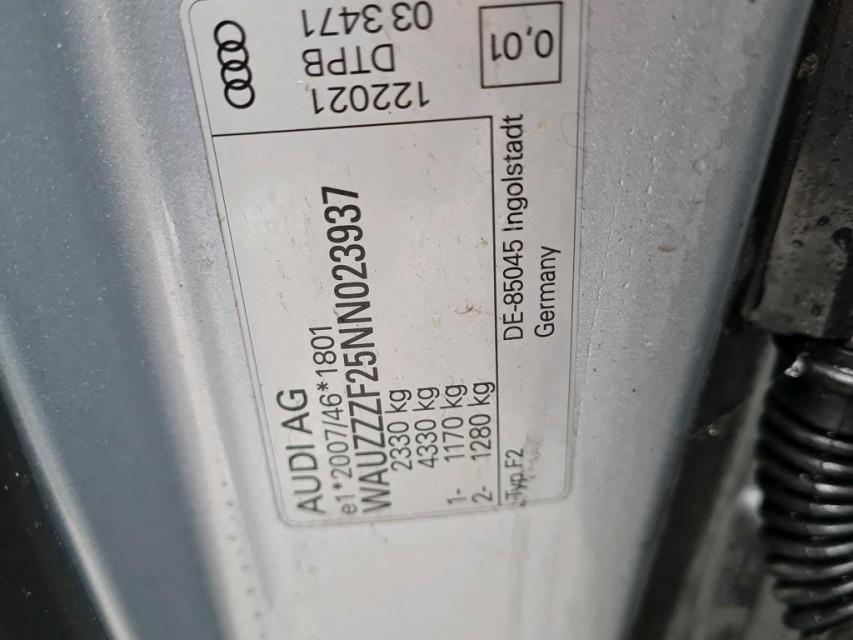 AUDI AG
e1*2007/46*1801
WAUZZZF25NN023937
2330 kg
4330 kg
1- 1170 kg
2- 1280 kg
Typ F2
DE-85045 Ingolstadt
Germany
122021
DTPB
03 3471
0,01